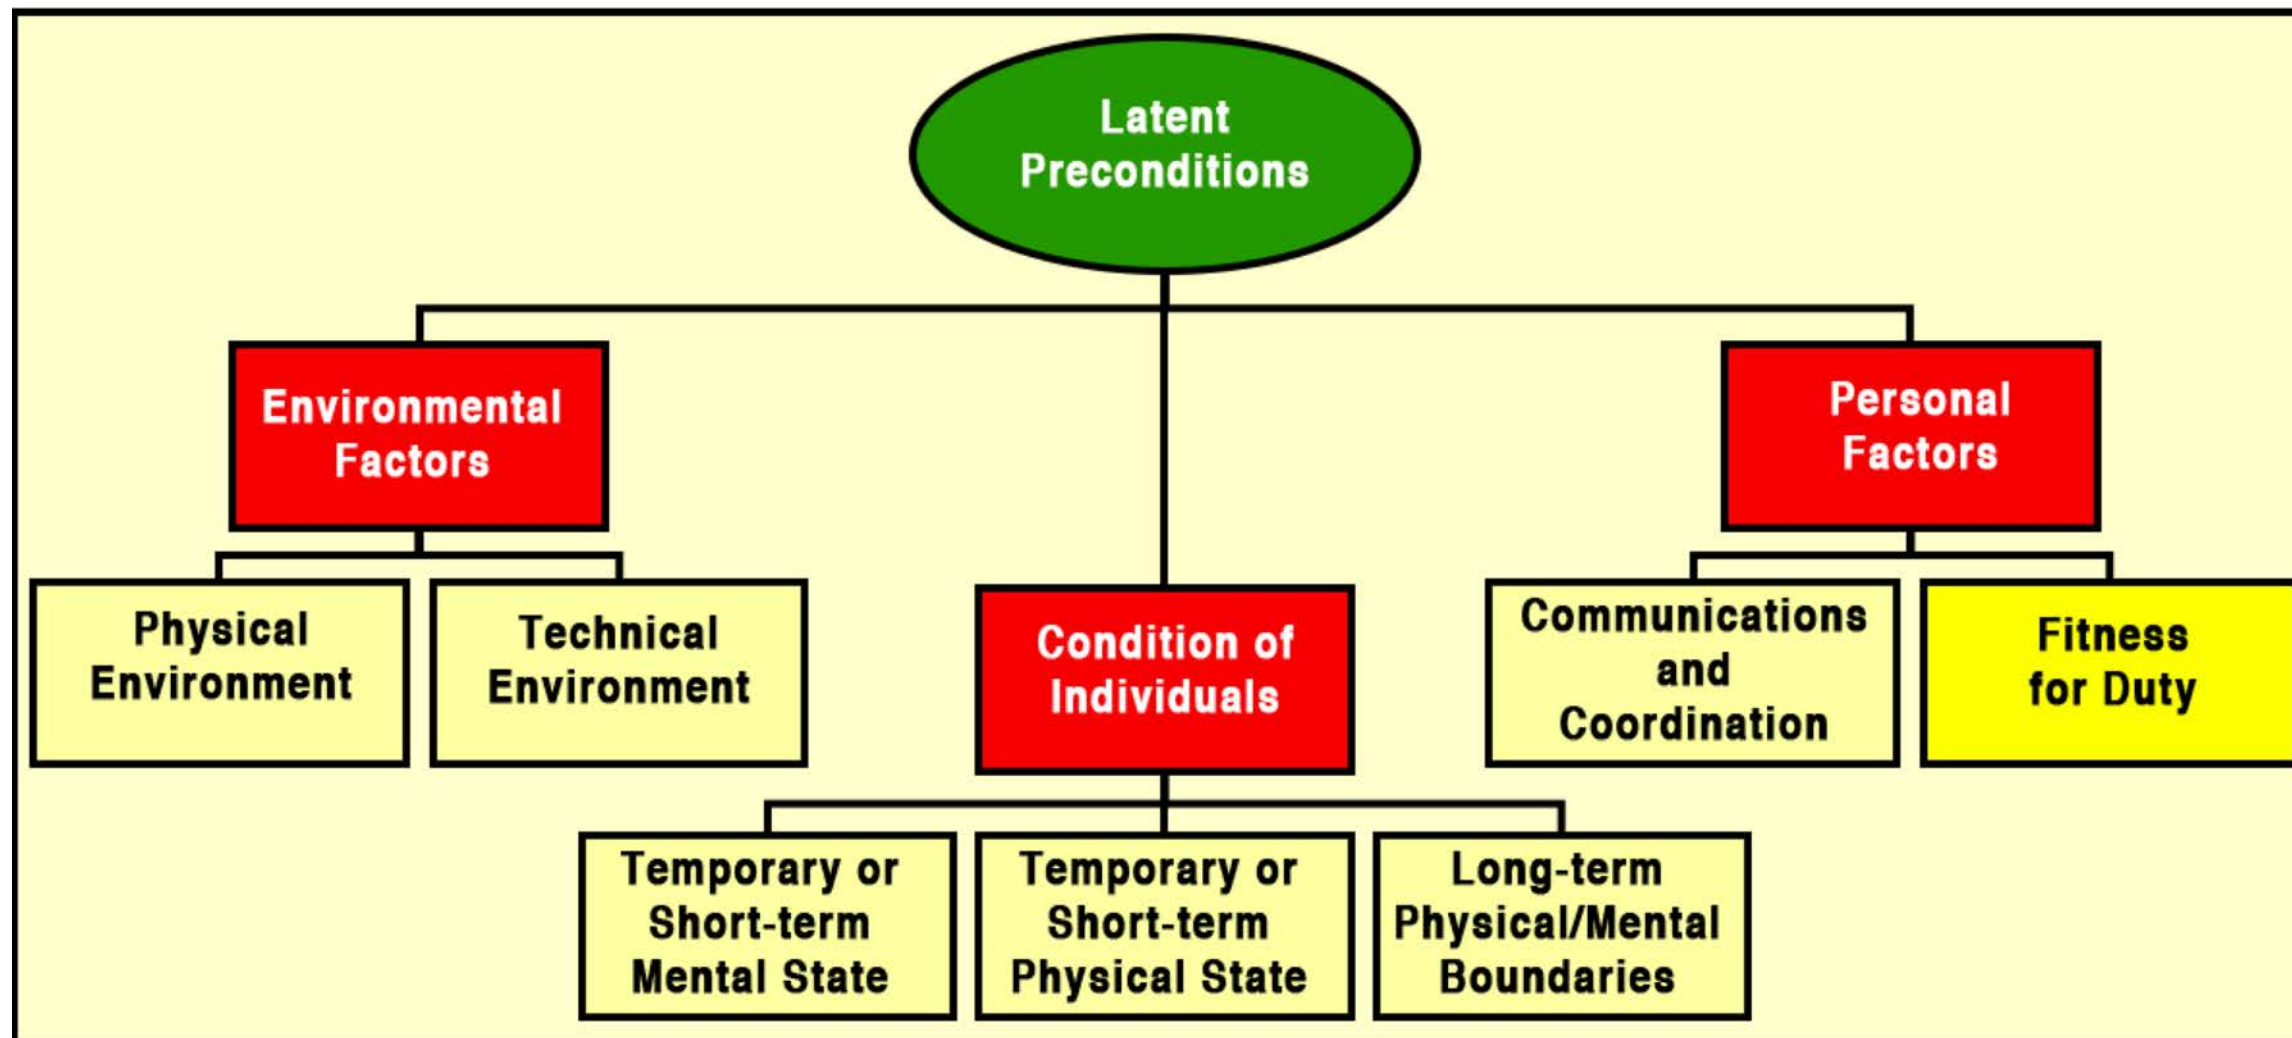 Latent
Preconditions
Environmental
Factors
Personal
Factors
Physical
Environment
Technical
Environment
Condition of
Individuals
Communications
and
Coordination
Fitness
for Duty
Temporary or
Short-term
Mental State
Temporary or
Short-term
Physical State
Long-term
Physical/Mental
Boundaries